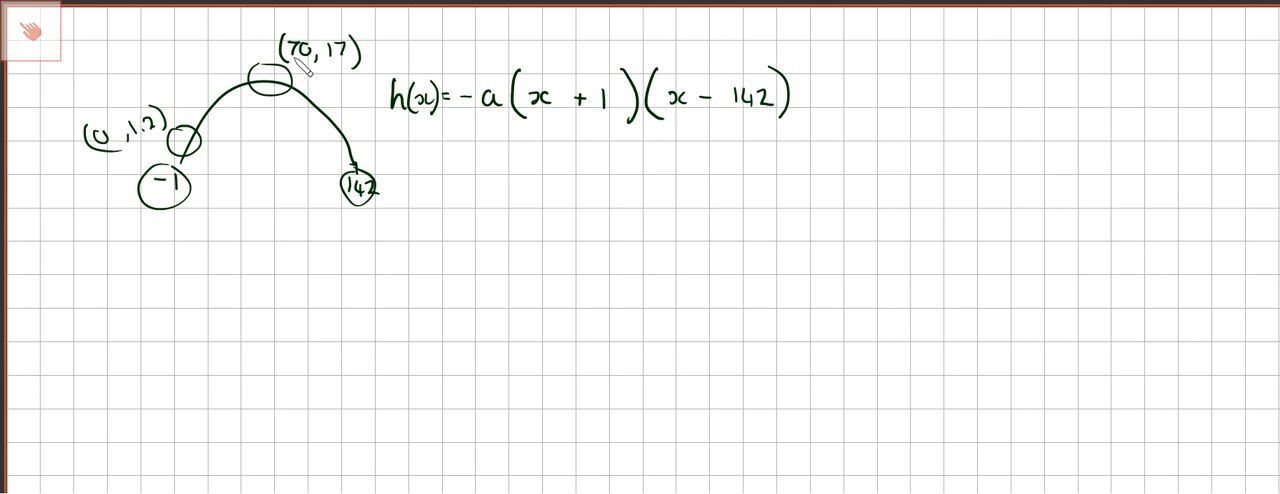 (70, 17)
h(x) = - a (x + 1)(x - 142)
(0, 1.2)
-1
142